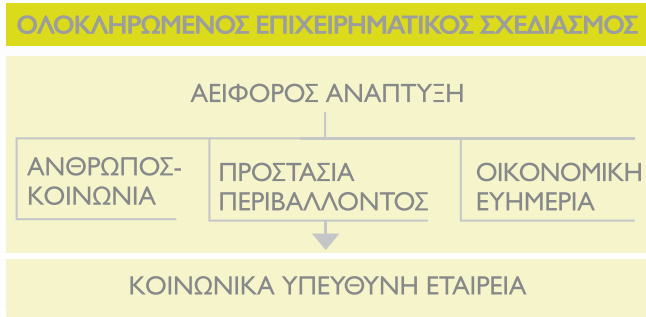 ΟΛΟΚΛΗΡΩΜΕΝΟΣ ΕΠΙΧΕΙΡΗΜΑΤΙΚΟΣ ΣΧΕΔΙΑΣΜΟΣ
ΑΕΙΦΟΡΟΣ ΑΝΑΠΤΥΞΗ
ΑΝΘΡΩΠΟΣ-
ΚΟΙΝΩΝΙΑ
ΠΡΟΣΤΑΣΙΑ
ΠΕΡΙΒΑΛΛΟΝΤΟΣ
ΟΙΚΟΝΟΜΙΚΗ
ΕΥΗΜΕΡΙΑ
ΚΟΙΝΩΝΙΚΑ ΥΠΕΥΘΥΝΗ ΕΤΑΙΡΕΙΑ